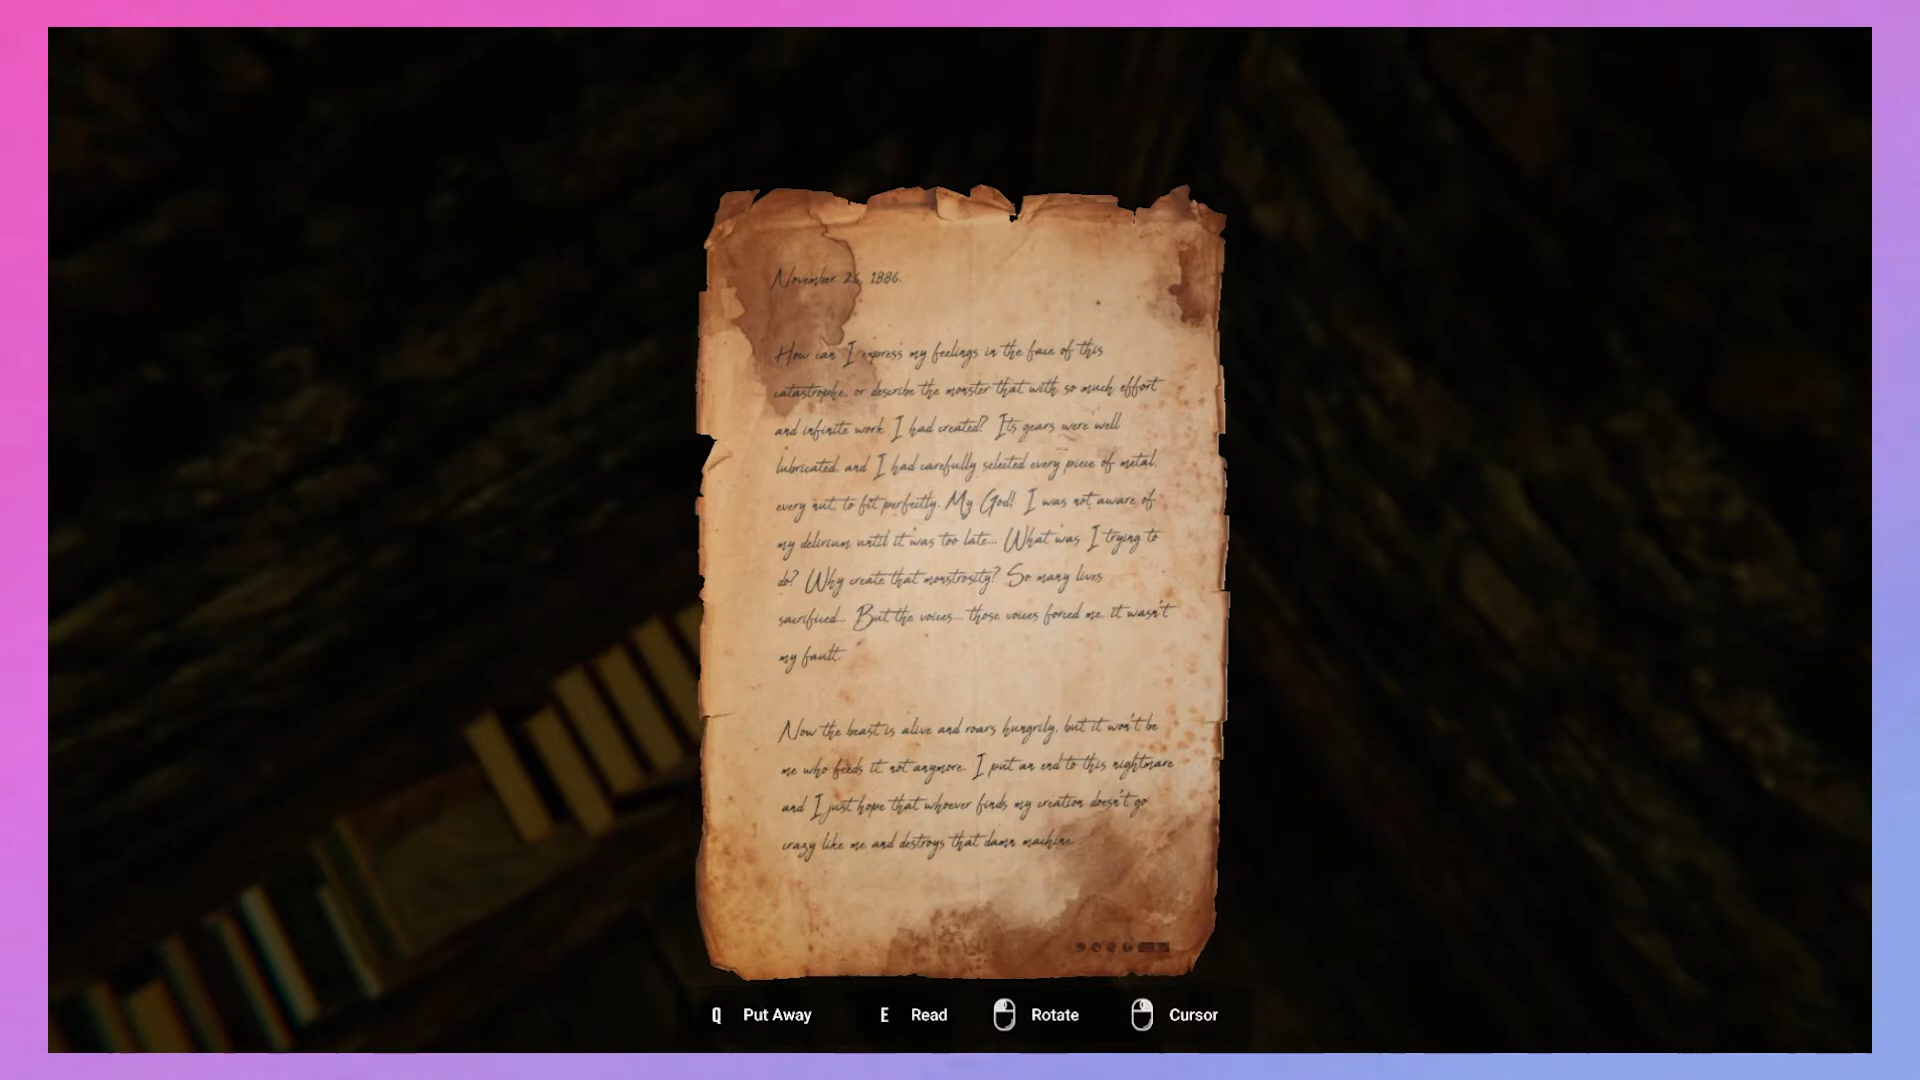 November 26, 1886.
How can I express my feelings in the face of this
catastrophe, or describe the monster that with so much effort
and infinite work I had created? Its gears were well
lubricated, and I had carefully selected every piece of metal,
every nut, to fit perfectly. My God! I was not aware of
my delirium until it was too late... What was I trying to
do? Why create that monstrosity? So many lives
sacrificed... But the voices... those voices forced me, it wasn't
my fault.
Now the beast is alive and roars hungrily, but it won't be
me who feeds it, not anymore. I put an end to this nightmare
and I just hope that whoever finds my creation doesn't go
crazy like me and destroys that damn machine.
Q Put Away E Read Rotate Cursor